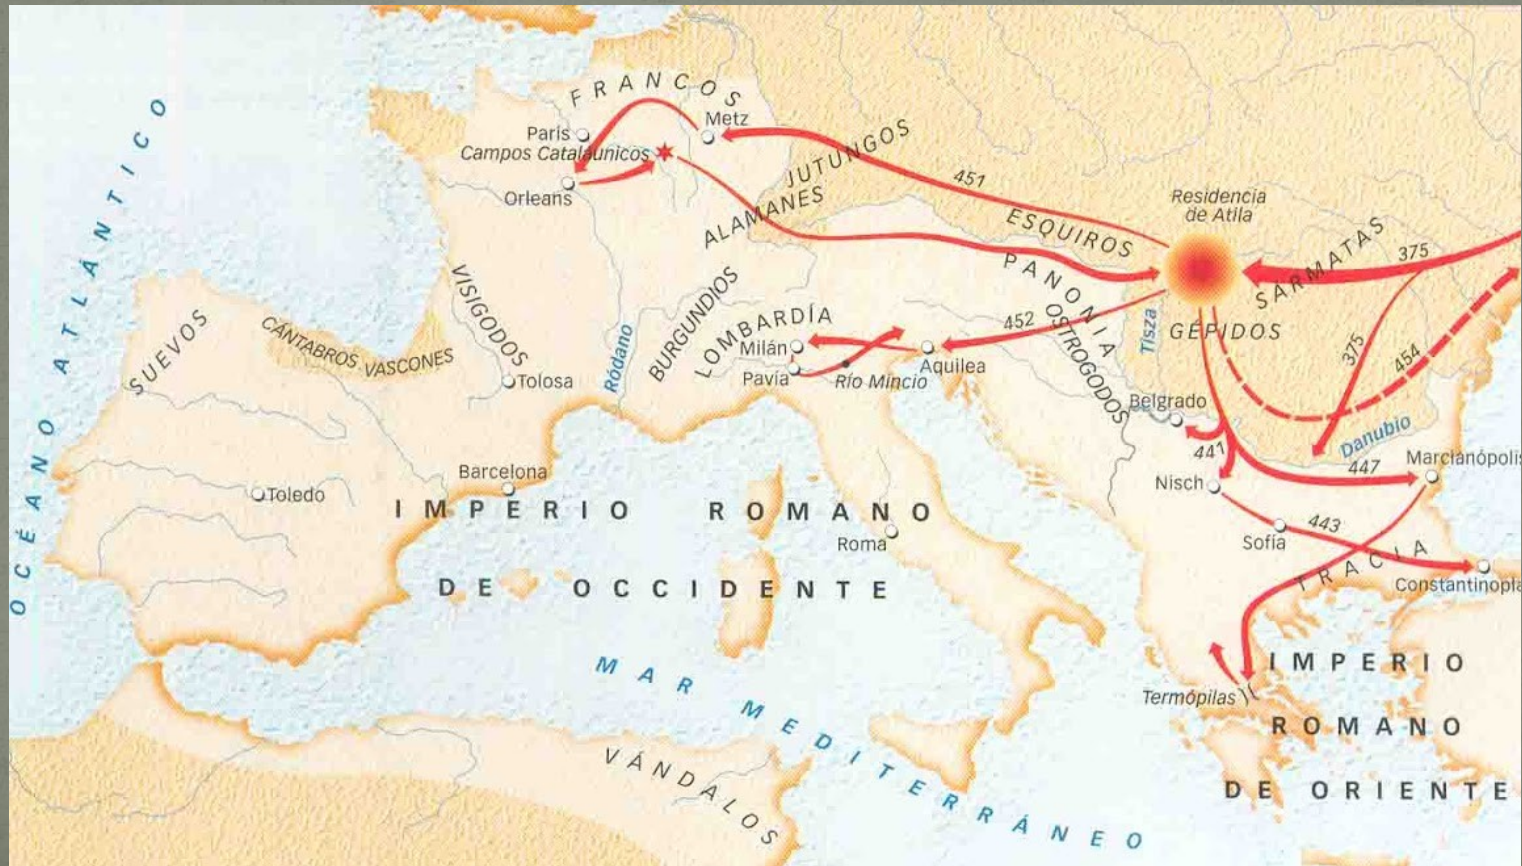 OCÉANO ATLÁNTICO
FRANCOS
París
Metz
Campos Cataláunicos
Orleans
JUTUNGOS
ALAMANES
451
ESQUIROS
Residencia
de Atila
SÁRMATAS
375
PANONIA
OSTROGODOS
Tisza
GÉPIDOS
375
454
452
VISIGODOS
SUEVOS
CÁNTABROS
VASCONES
Tolosa
Ródano
BURGUNDIOS
LOMBARDÍA
Milán
Pavía
Río Mincio
Aquilea
Belgrado
441
Danubio
447
Marcianópolis
Nisch
Sofía
443
TRACIA
Constantinopla
Barcelona
Toledo
IMPERIO ROMANO
DE OCCIDENTE
Roma
MAR MEDITERRÁNEO
Termópilas
IMPERIO
ROMANO
DE ORIENTE
VÁNDALOS